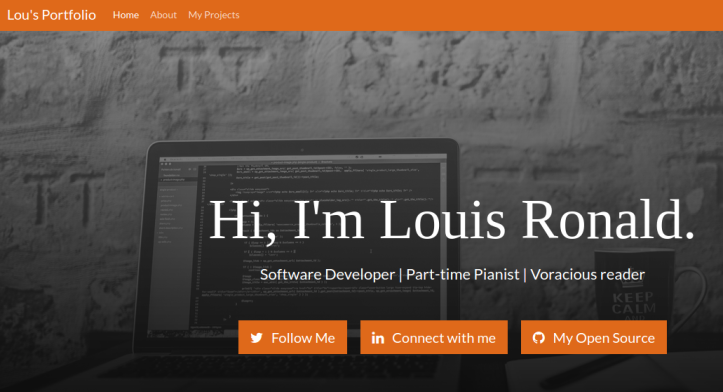 Lou's Portfolio Home About My Projects
Hi, I'm Louis Ronald.
Software Developer | Part-time Pianist | Voracious reader
KEEP
CALM
AND
Follow Me Connect with me My Open Source